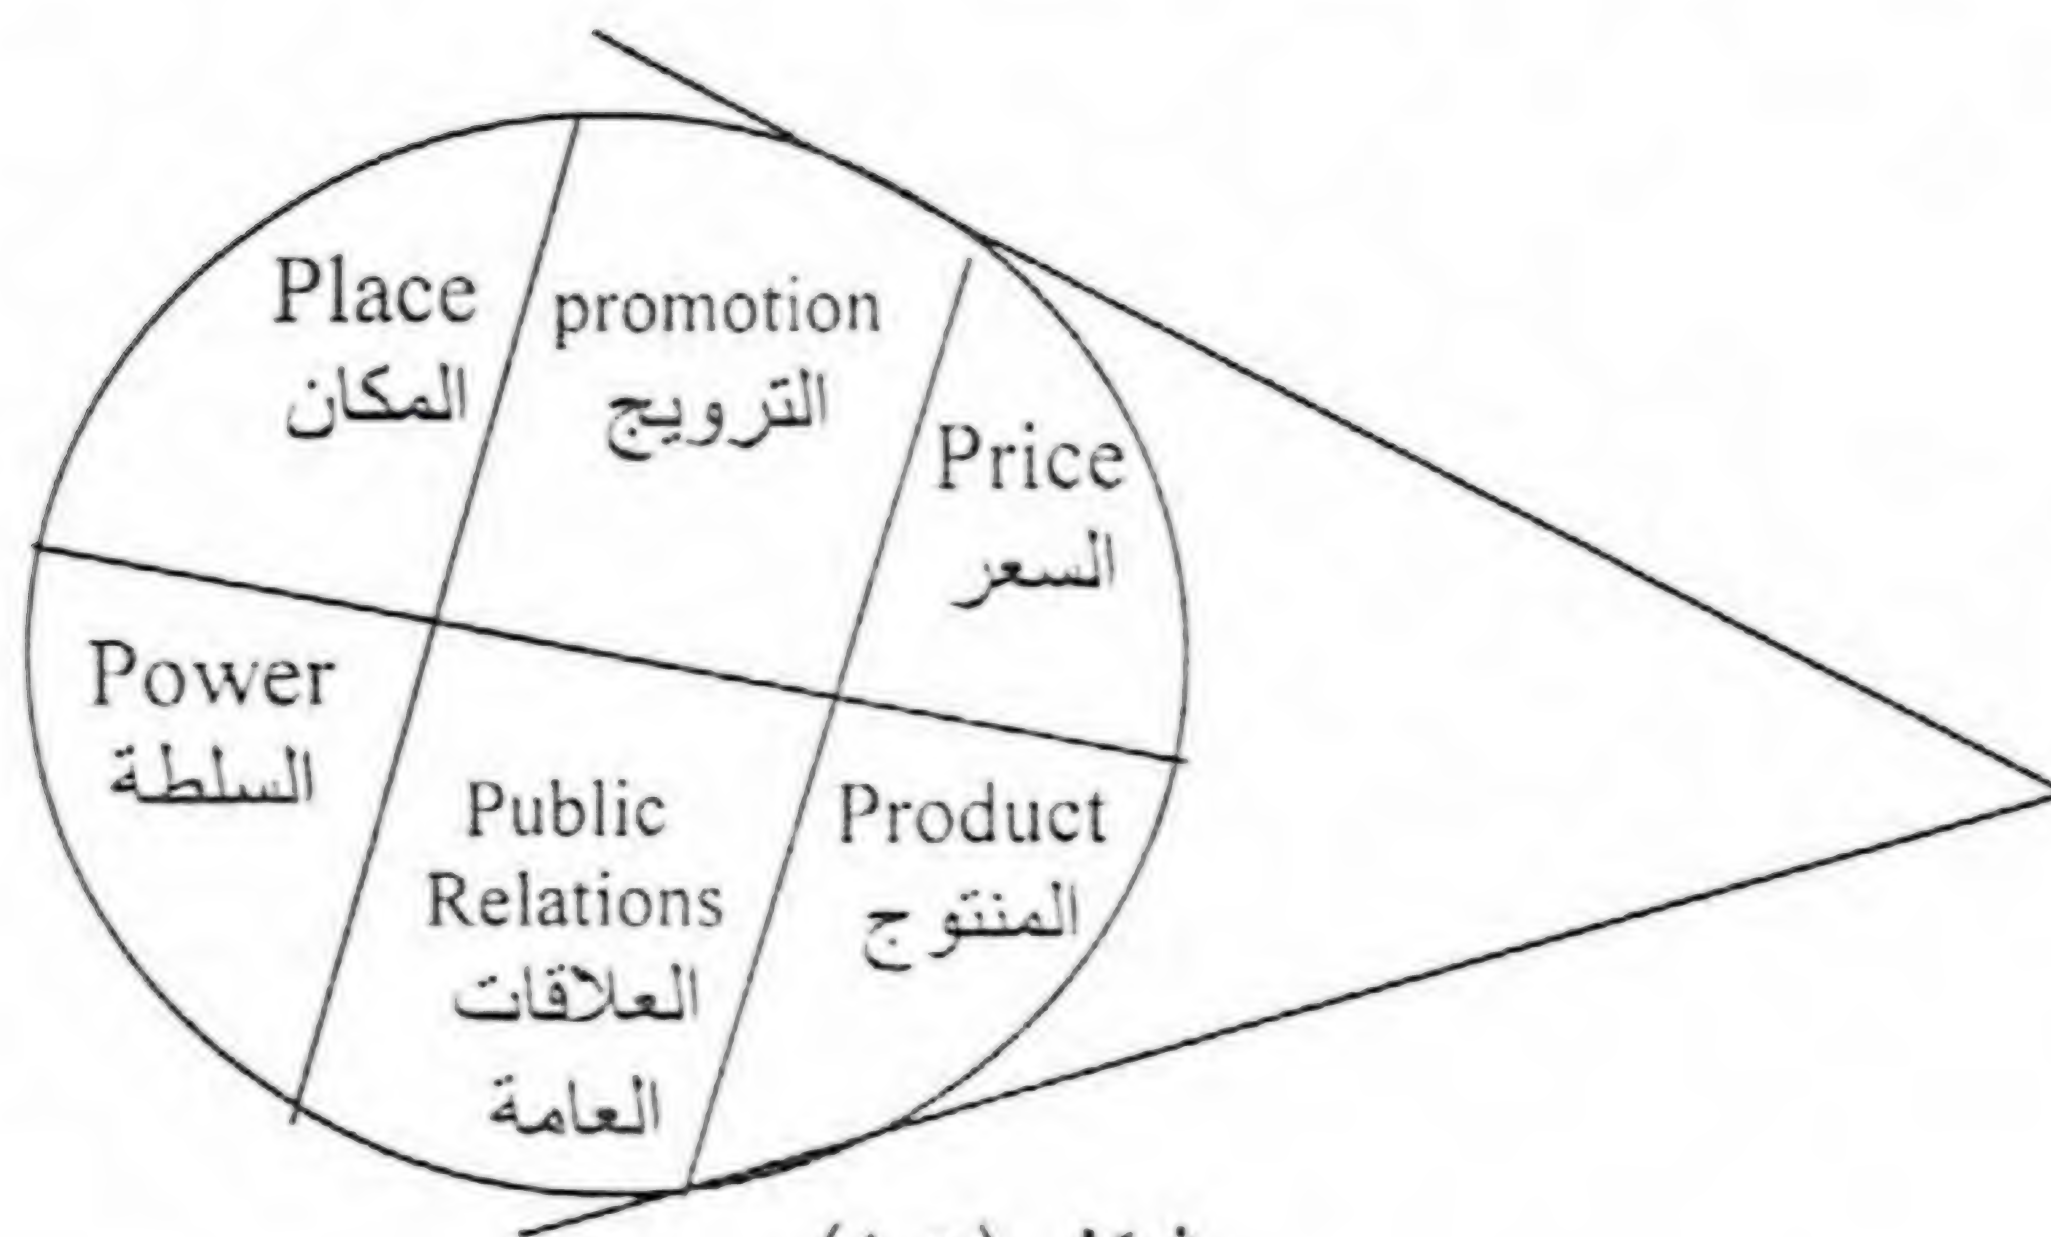 Place
المكان
promotion
الترويج
Price
السعر
Power
السلطة
Public
Relations
العلاقات
العامة
Product
المنتوج